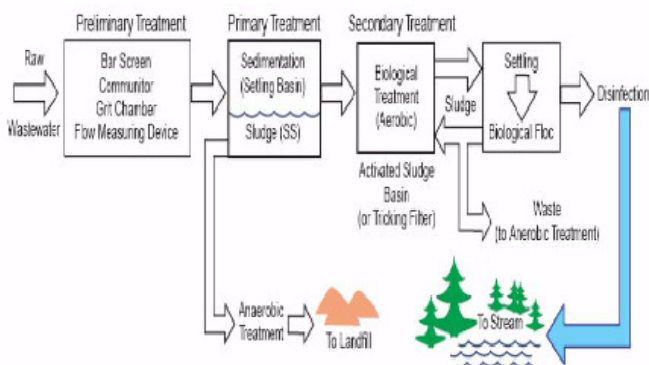 Preliminary Treatment
Primary Treatment
Secondary Treatment
Raw
Wastewater
Bar Screen
Communitor
Grit Chamber
Flow Measuring Device
Sedimentation
(Setling Basin)
Sludge (SS)
Biological
Treatment
(Aerobic)
Sludge
Settling
Biological Floc
Disinfection
Activated Sludge
Basin
(or Tricking Filter)
Waste
(to Anerobic Treatment)
Anaerobic
Treatment
To Landfill
To Stream